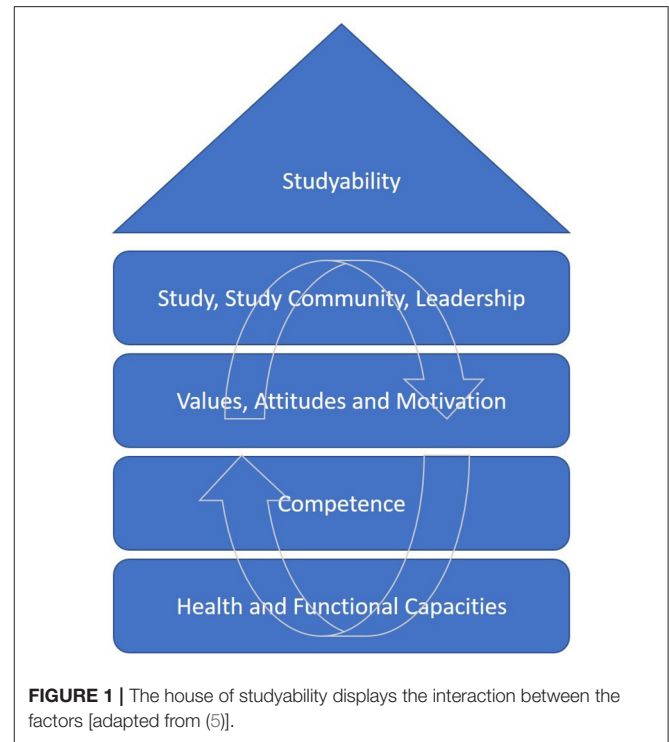 Studyability
Study, Study Community, Leadership
Values, Attitudes and Motivation
Competence
Health and Functional Capacities
FIGURE 1 | The house of studyability displays the interaction between the
factors [adapted from (5)].